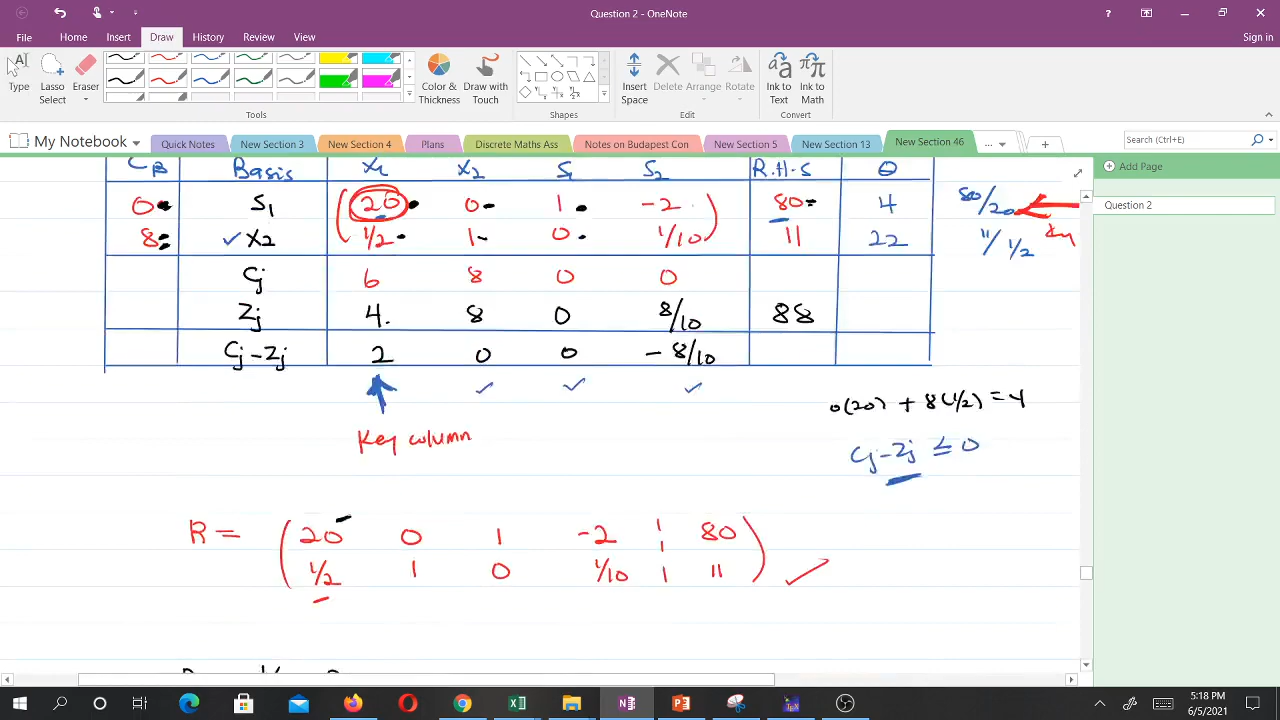 Question 2 - OneNote
Sign in
File Home Insert Draw History Review View
Type Lasso Select Eraser Color & Thickness Draw with Touch Insert Space Delete Arrange Rotate Ink to Text Ink to Math
Tools Shapes Edit Convert
My Notebook Quick Notes New Section 3 New Section 4 Plans Discrete Maths Ass Notes on Budapest Con New Section 5 New Section 13 New Section 46 ... + Search (Ctrl+E)
Add Page
Question 2
CB Basis X1 X2 S1 S2 R.H.S θ
0 S1 20 0 1 -2 80 4 80/20
8 ✓ X2 1/2 1 0 1/10 11 22 11/ 1/2
Cj 6 8 0 0
Zj 4. 8 0 8/10 88
Cj-Zj 2 0 0 -8/10
0(20) + 8(1/2) = 4
Key column
Cj-Zj ≤ 0
R = ( 20 0 1 -2 | 80
1/2 1 0 1/10 | 11 )
5:18 PM
6/5/2021